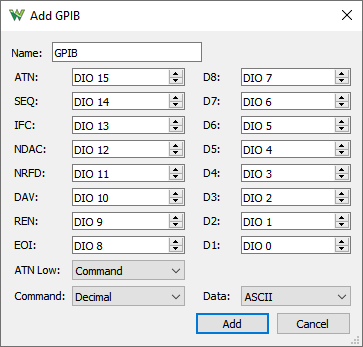 Add GPIB
Name: GPIB
ATN: DIO 15 D8: DIO 7
SEQ: DIO 14 D7: DIO 6
IFC: DIO 13 D6: DIO 5
NDAC: DIO 12 D5: DIO 4
NRFD: DIO 11 D4: DIO 3
DAV: DIO 10 D3: DIO 2
REN: DIO 9 D2: DIO 1
EOI: DIO 8 D1: DIO 0
ATN Low: Command
Command: Decimal Data: ASCII
Add Cancel